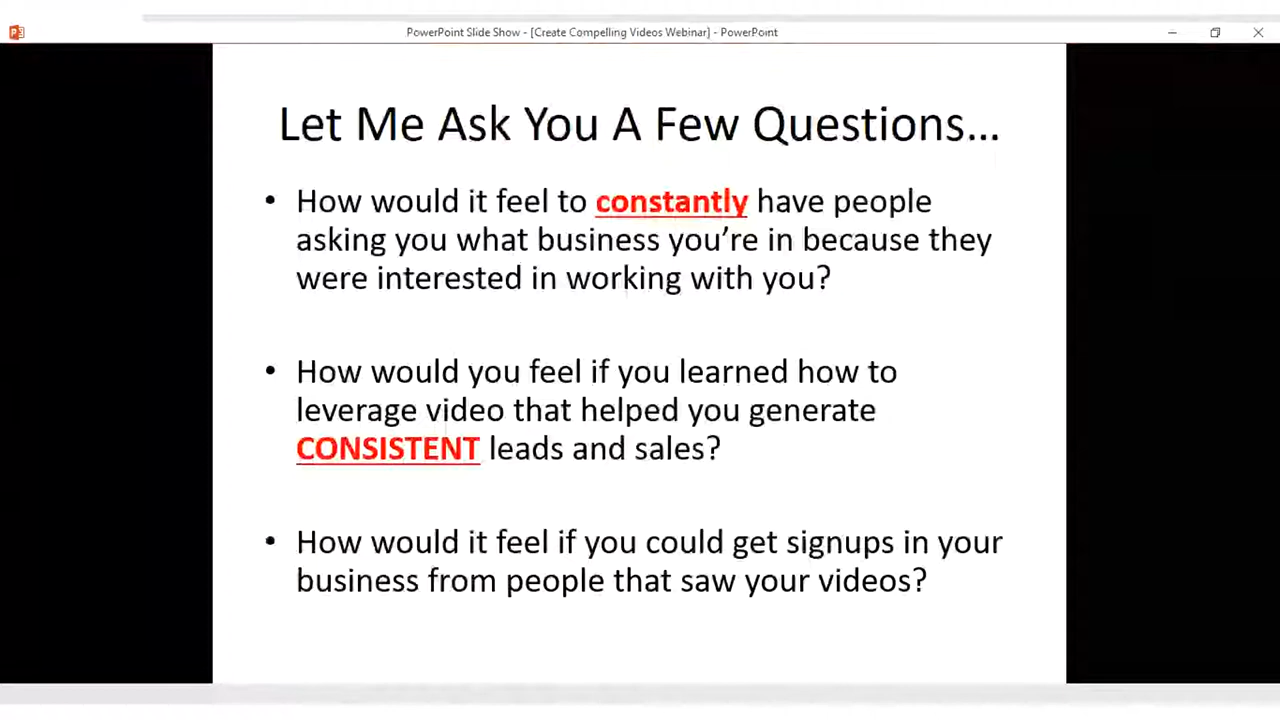 PowerPoint Slide Show - [Create Compelling Videos Webinar] - PowerPoint
Let Me Ask You A Few Questions...
• How would it feel to constantly have people
asking you what business you're in because they
were interested in working with you?
• How would you feel if you learned how to
leverage video that helped you generate
CONSISTENT leads and sales?
• How would it feel if you could get signups in your
business from people that saw your videos?